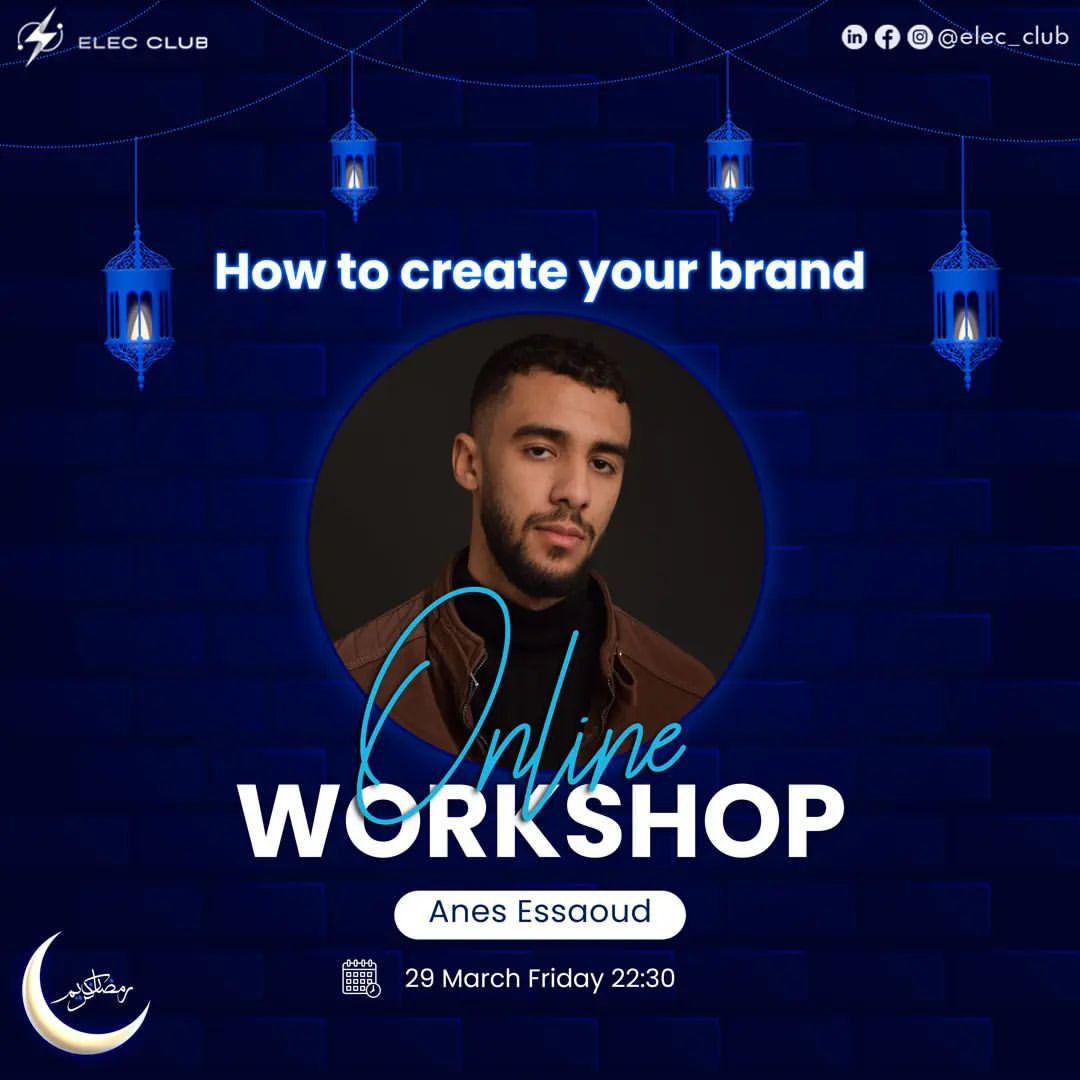 ELEC CLUB
@elec_club
How to create your brand
Online
WORKSHOP
Anes Essaoud
29 March Friday 22:30
رمضان كريم